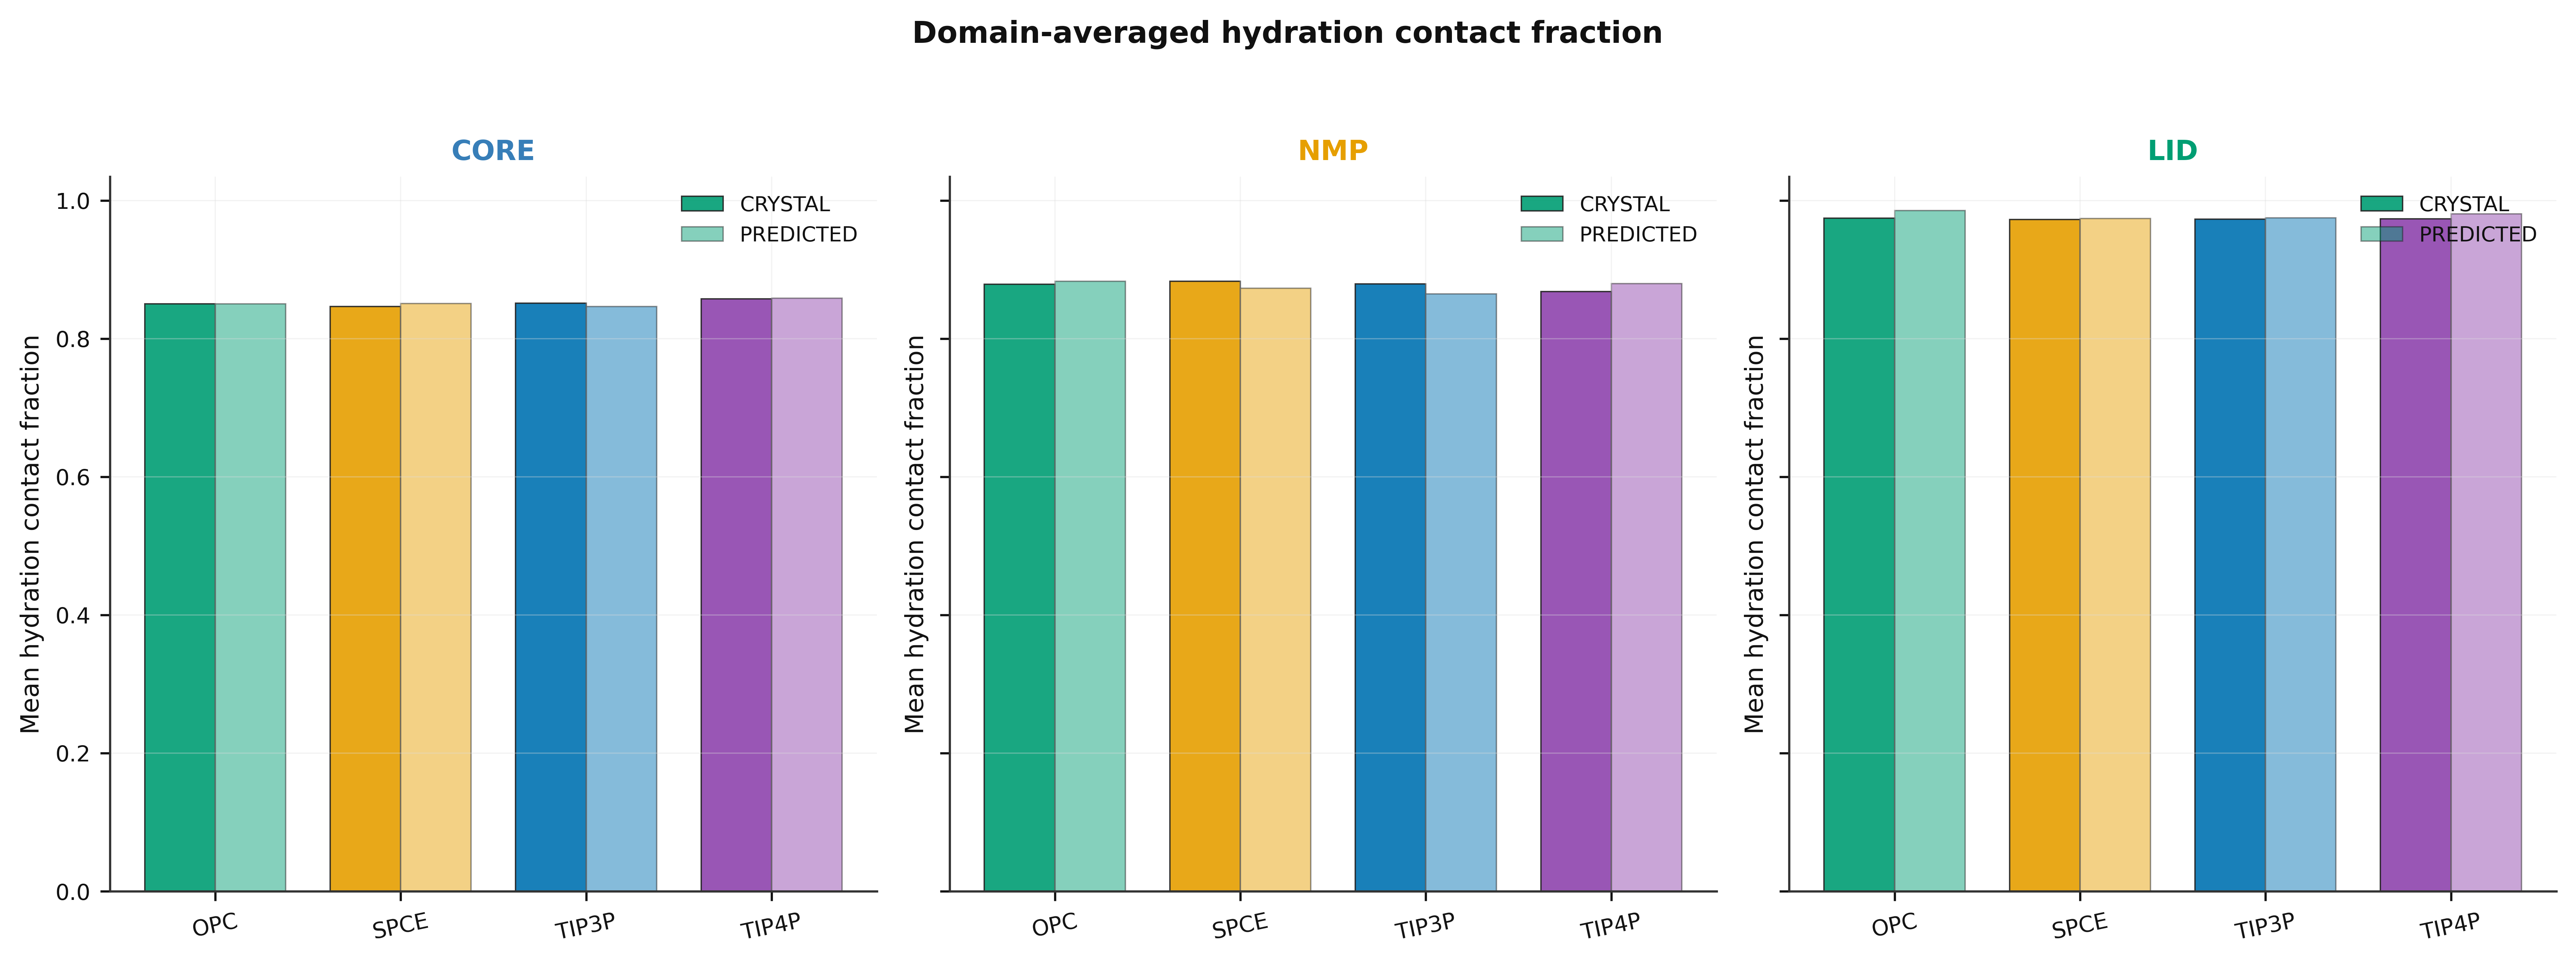 Domain-averaged hydration contact fraction
CORE
Mean hydration contact fraction
1.0
0.8
0.6
0.4
0.2
0.0
CRYSTAL
PREDICTED
OPC
SPCE
TIP3P
TIP4P
NMP
Mean hydration contact fraction
CRYSTAL
PREDICTED
OPC
SPCE
TIP3P
TIP4P
LID
Mean hydration contact fraction
CRYSTAL
PREDICTED
OPC
SPCE
TIP3P
TIP4P